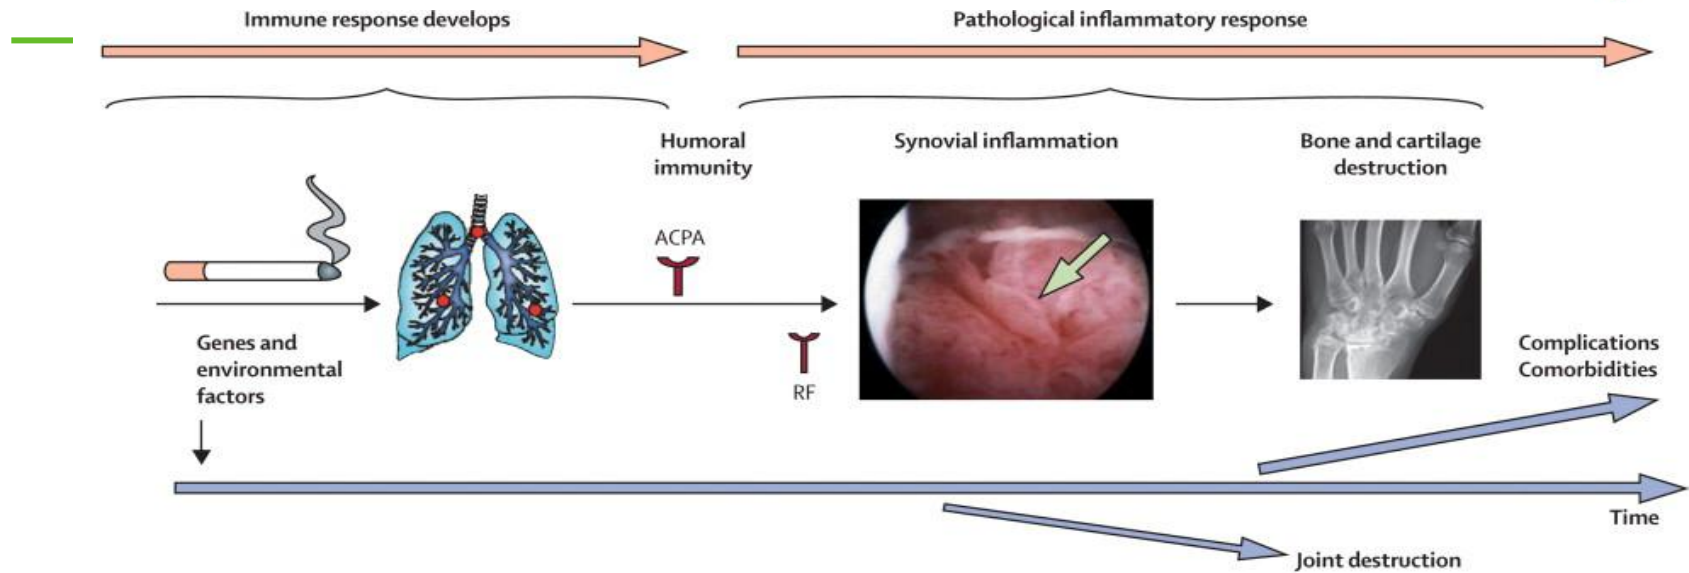 Immune response develops
Pathological inflammatory response
Humoral
immunity
Synovial inflammation
Bone and cartilage
destruction
ACPA
RF
Genes and
environmental
factors
Complications
Comorbidities
Time
Joint destruction